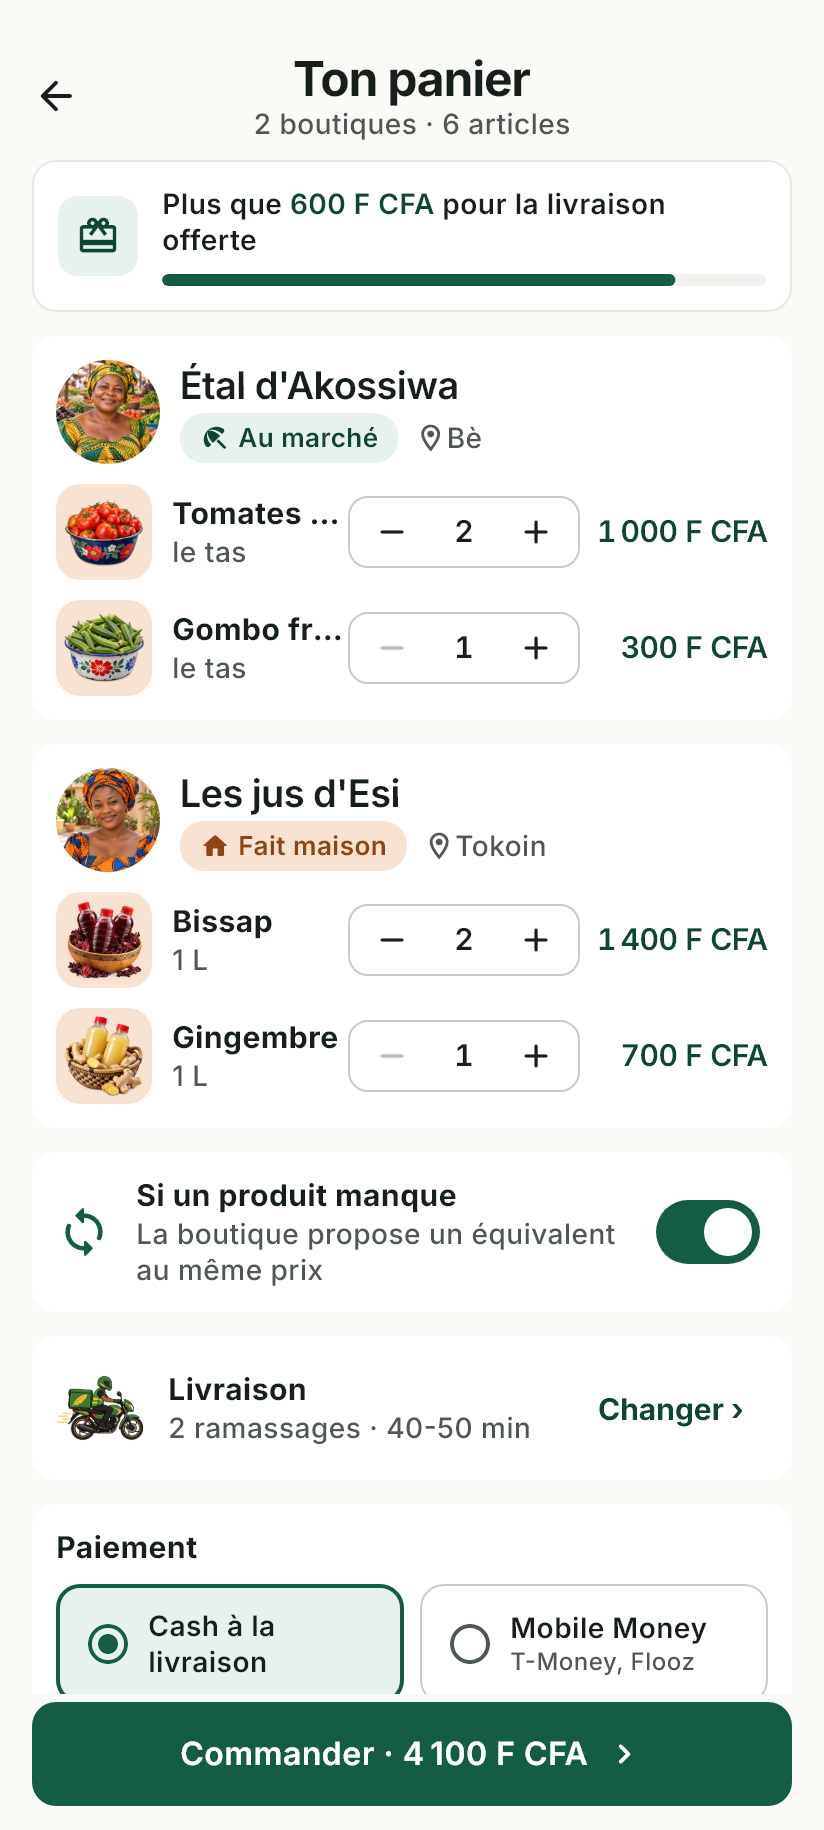 Ton panier
2 boutiques · 6 articles
Plus que 600 F CFA pour la livraison
offerte
Étal d'Akossiwa
Au marché
Bè
Tomates ...
le tas
2
1 000 F CFA
Gombo fr...
le tas
1
300 F CFA
Les jus d'Esi
Fait maison
Tokoin
Bissap
1 L
2
1 400 F CFA
Gingembre
1 L
1
700 F CFA
Si un produit manque
La boutique propose un équivalent
au même prix
Livraison
2 ramassages · 40-50 min
Changer ›
Paiement
Cash à la
livraison
Mobile Money
T-Money, Flooz
Commander · 4 100 F CFA